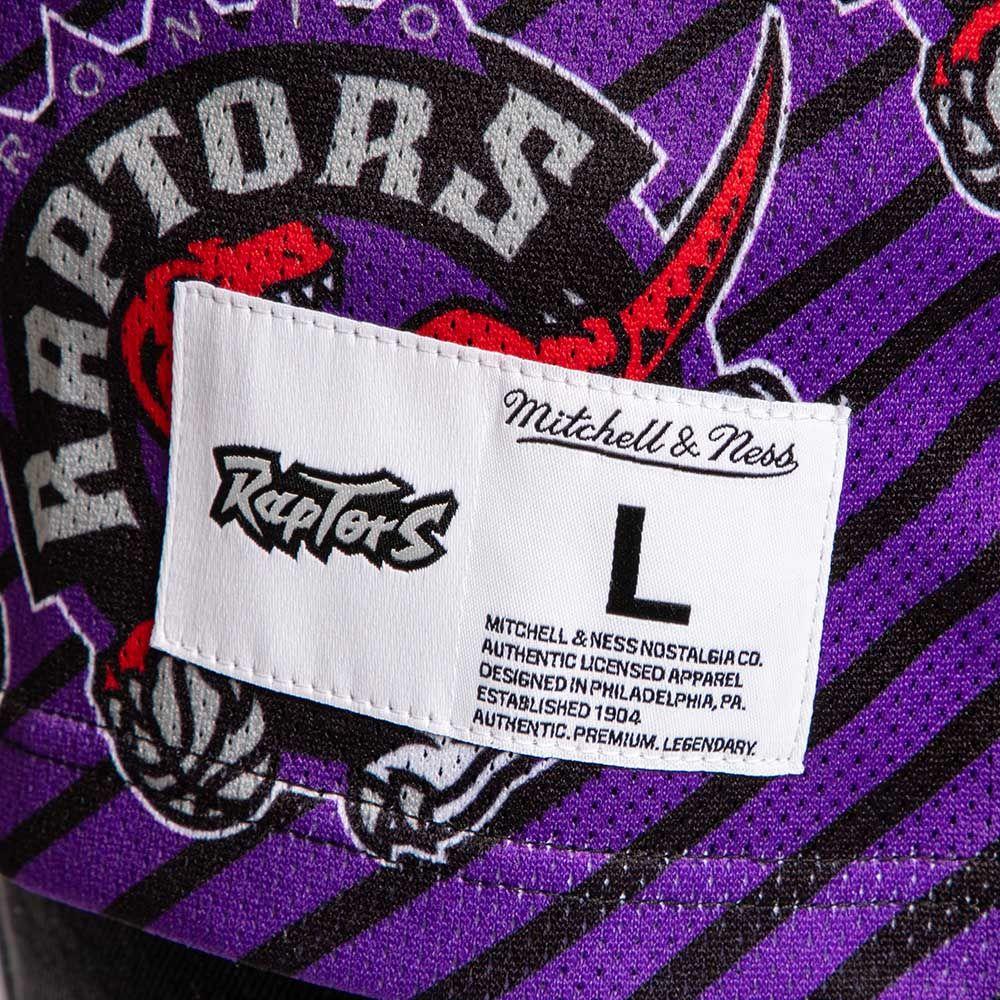 RONTO
RAPTORS
RAPTORS
Mitchell & Ness
L
MITCHELL & NESS NOSTALGIA CO.
AUTHENTIC LICENSED APPAREL
DESIGNED IN PHILADELPHIA, PA.
ESTABLISHED 1904
AUTHENTIC. PREMIUM. LEGENDARY.